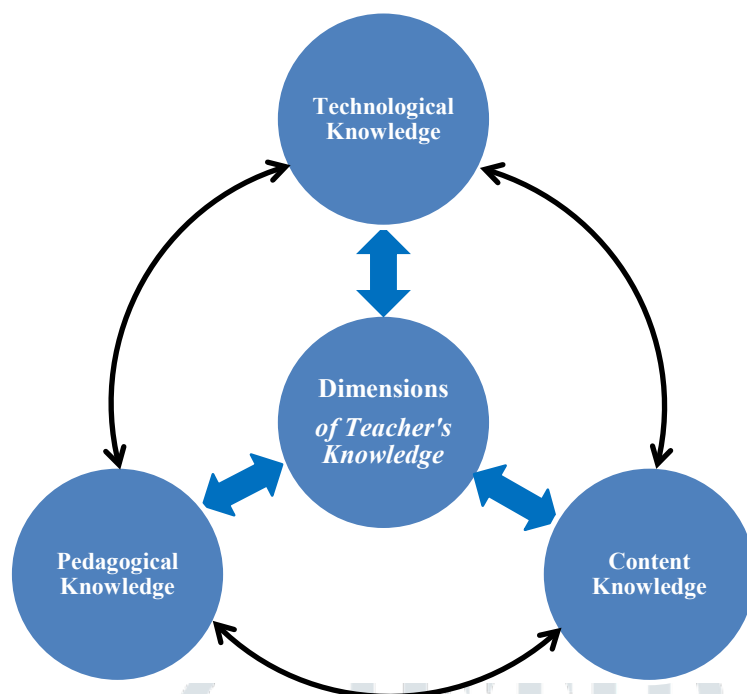 Technological
Knowledge
Dimensions
of Teacher's
Knowledge
Pedagogical
Knowledge
Content
Knowledge